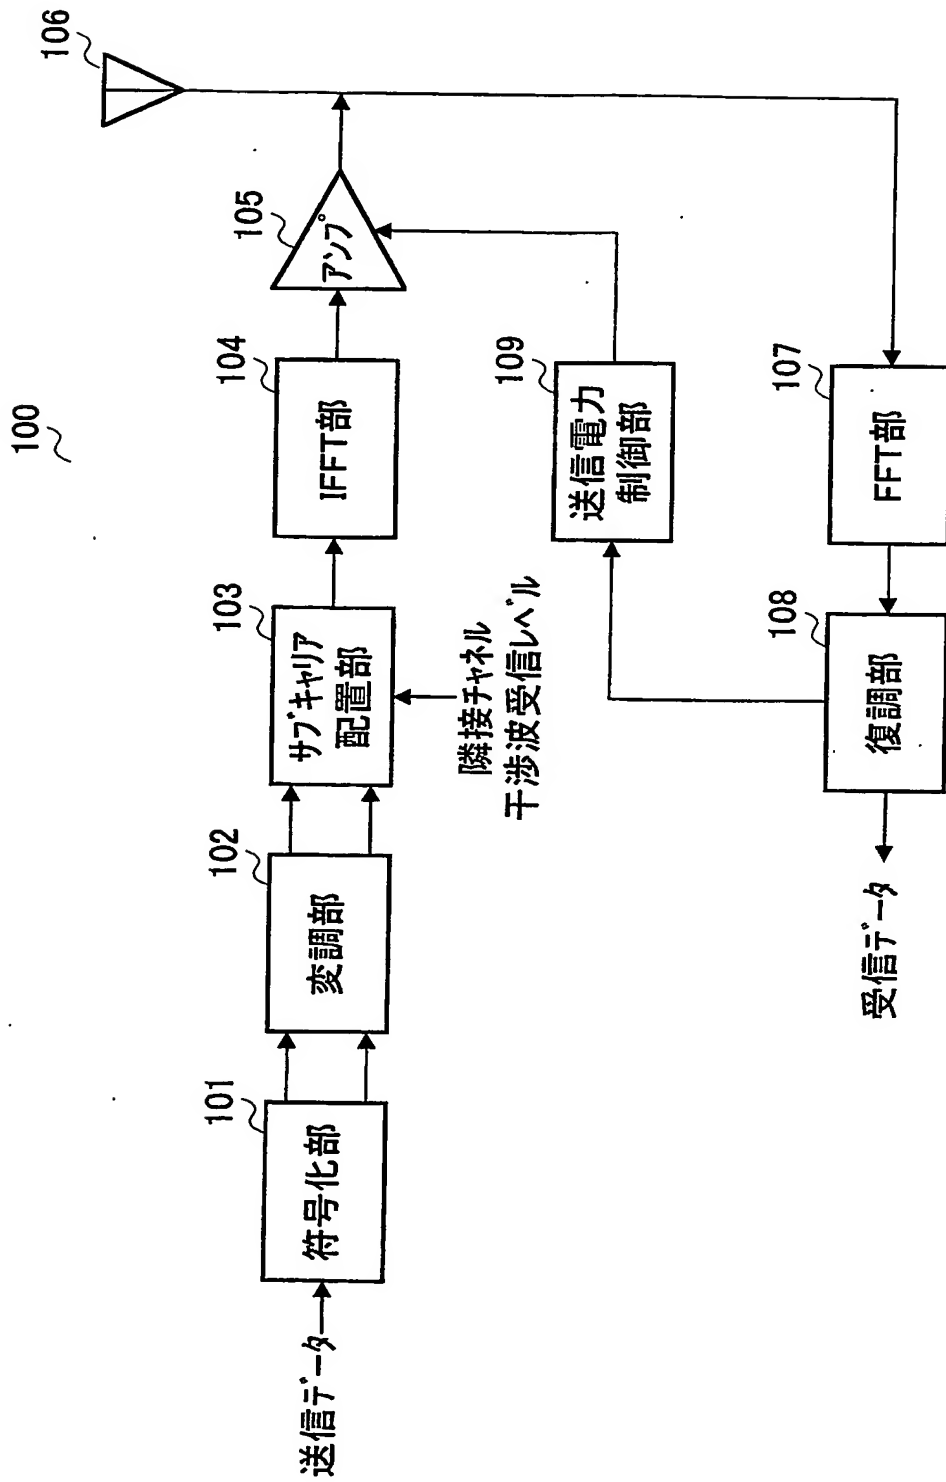 100
送信データ
101
符号化部
102
変調部
103
サブキャリア
配置部
隣接チャネル
干渉波受信レベル
104
IFFT部
105
アンプ
106
109
送信電力
制御部
107
FFT部
108
復調部
受信データ